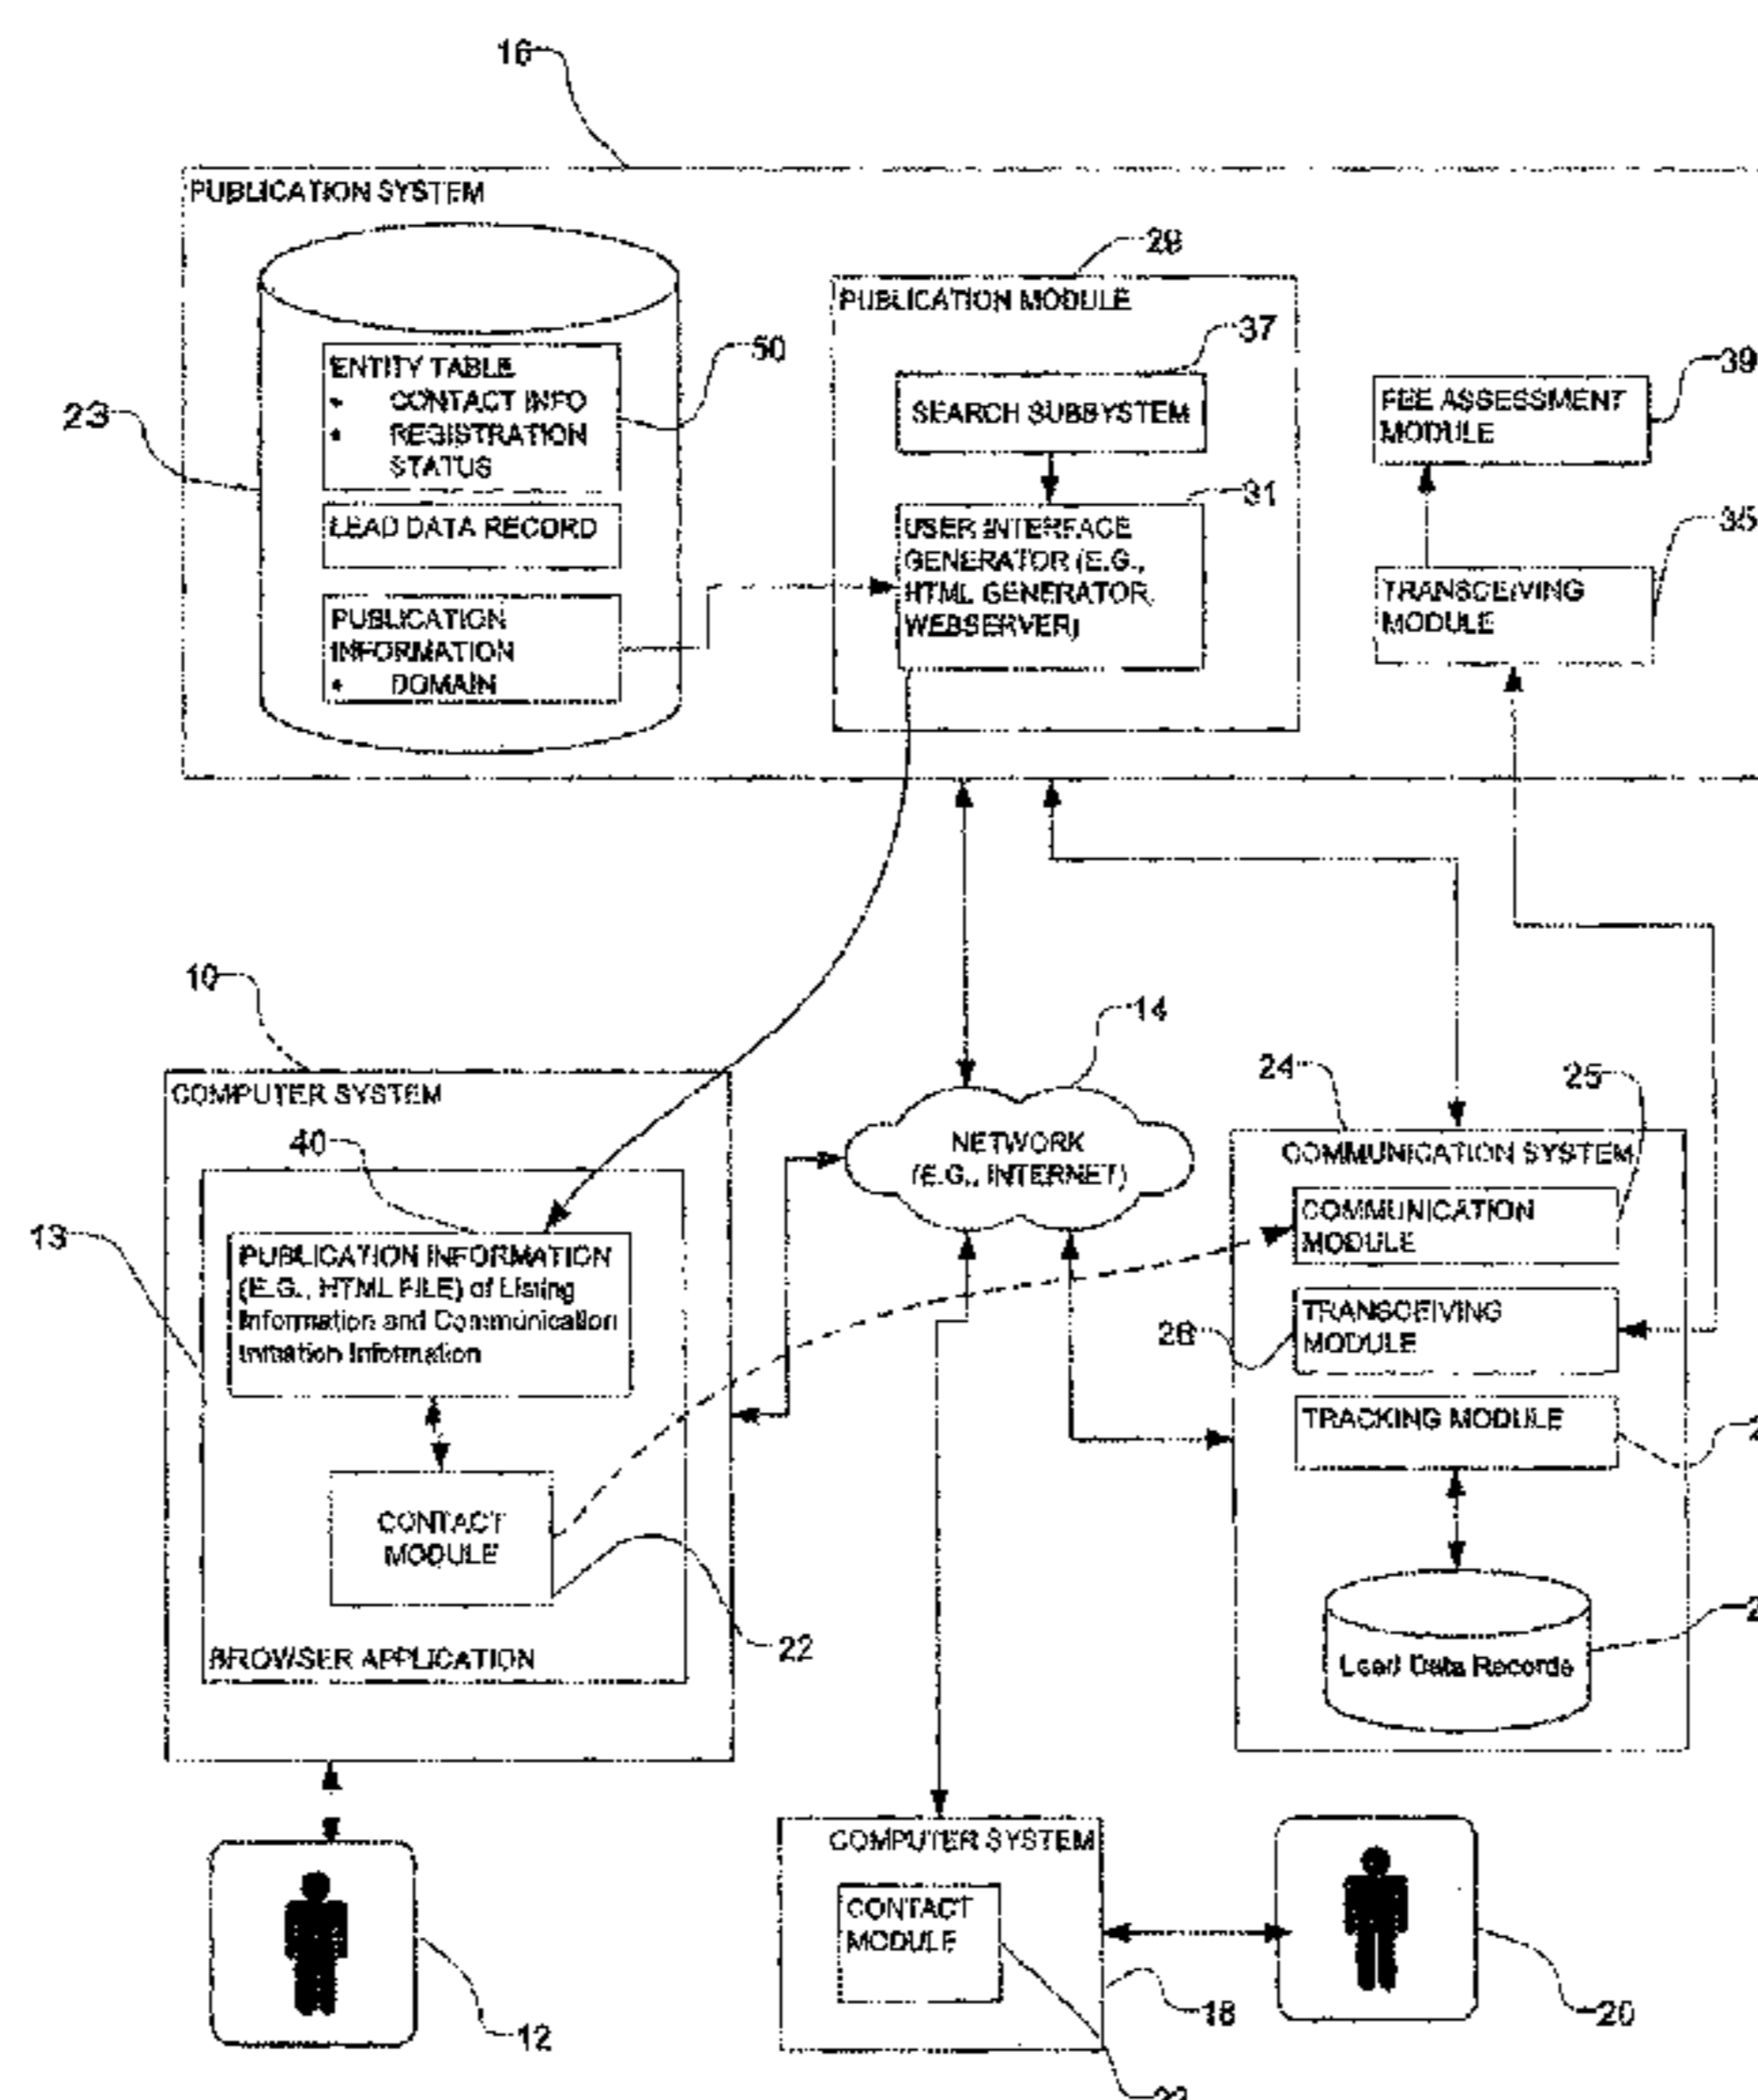 16
PUBLICATION SYSTEM
ENTITY TABLE
• CONTACT INFO
• REGISTRATION
STATUS
50
23
LEAD DATA RECORD
PUBLICATION
INFORMATION
• DOMAIN
29
PUBLICATION MODULE
37
SEARCH SUBSYSTEM
31
USER INTERFACE
GENERATOR (E.G.,
HTML GENERATOR,
WEBSERVER)
39
FEE ASSESSMENT
MODULE
35
TRANSCEIVING
MODULE
10
COMPUTER SYSTEM
40
13
PUBLICATION INFORMATION
(E.G., HTML FILE) of Listing
Information and Communication
Initiation Information
CONTACT
MODULE
22
BROWSER APPLICATION
12
14
NETWORK
(E.G., INTERNET)
24
25
COMMUNICATION SYSTEM
COMMUNICATION
MODULE
26
TRANSCEIVING
MODULE
TRACKING MODULE
Lead Data Records
COMPUTER SYSTEM
CONTACT
MODULE
18
20